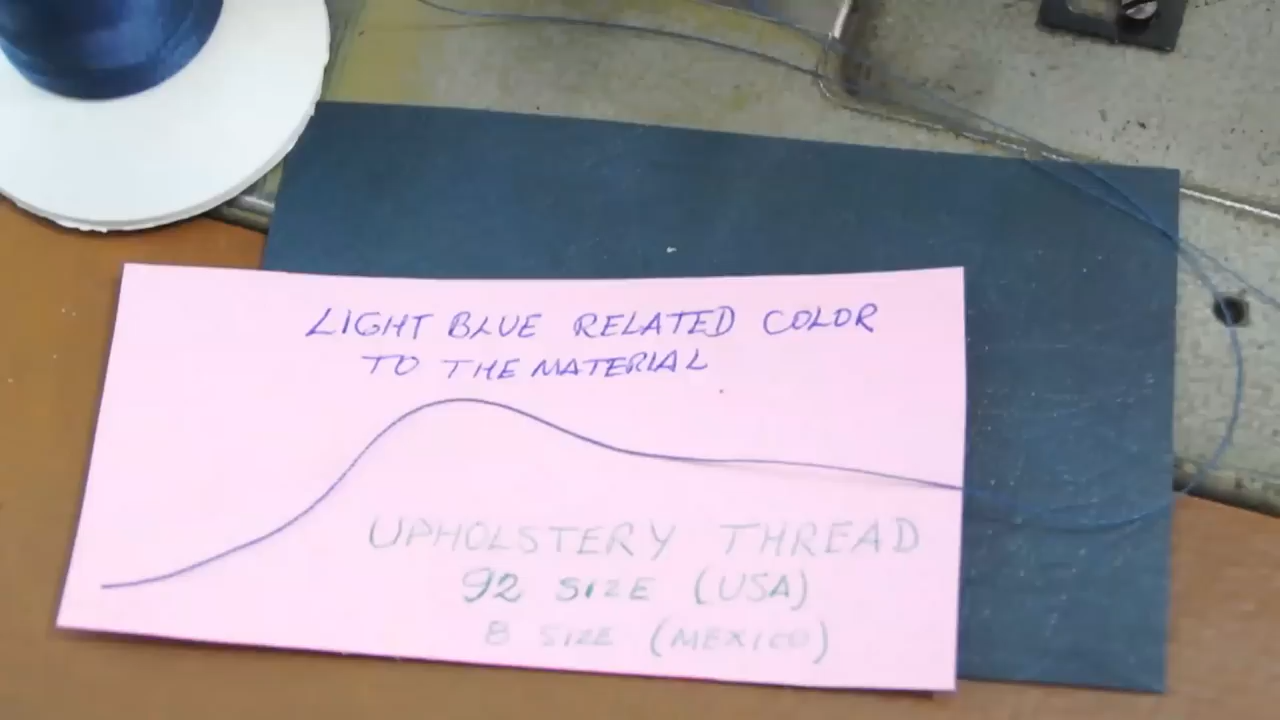 LIGHT BLUE RELATED COLOR
TO THE MATERIAL
UPHOLSTERY THREAD
92 SIZE (USA)
8 SIZE (MEXICO)